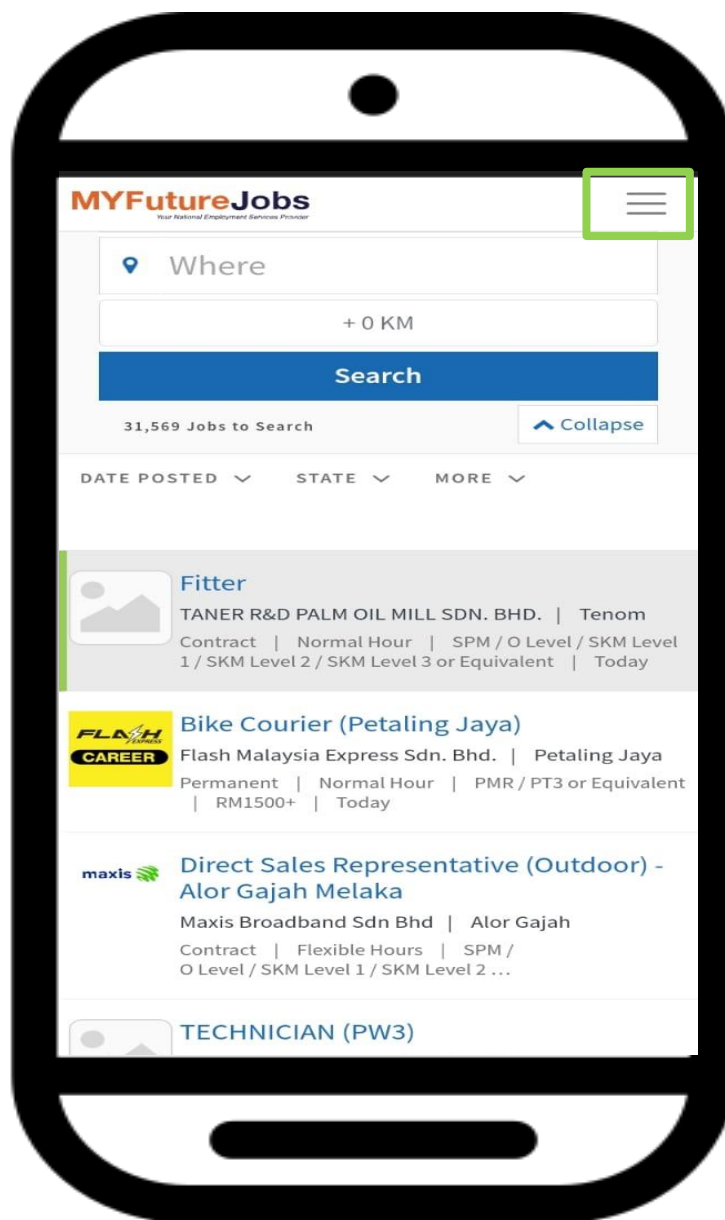 MYFutureJobs
Your National Employment Services Provider
Where
+ 0 KM
Search
31,569 Jobs to Search
Collapse
DATE POSTED STATE MORE
Fitter
TANER R&D PALM OIL MILL SDN. BHD. | Tenom
Contract | Normal Hour | SPM / O Level / SKM Level
1 / SKM Level 2 / SKM Level 3 or Equivalent | Today
FLASH
EXPRESS
CAREER
Bike Courier (Petaling Jaya)
Flash Malaysia Express Sdn. Bhd. | Petaling Jaya
Permanent | Normal Hour | PMR / PT3 or Equivalent
| RM1500+ | Today
maxis
Direct Sales Representative (Outdoor) -
Alor Gajah Melaka
Maxis Broadband Sdn Bhd | Alor Gajah
Contract | Flexible Hours | SPM /
O Level / SKM Level 1 / SKM Level 2 ...
TECHNICIAN (PW3)